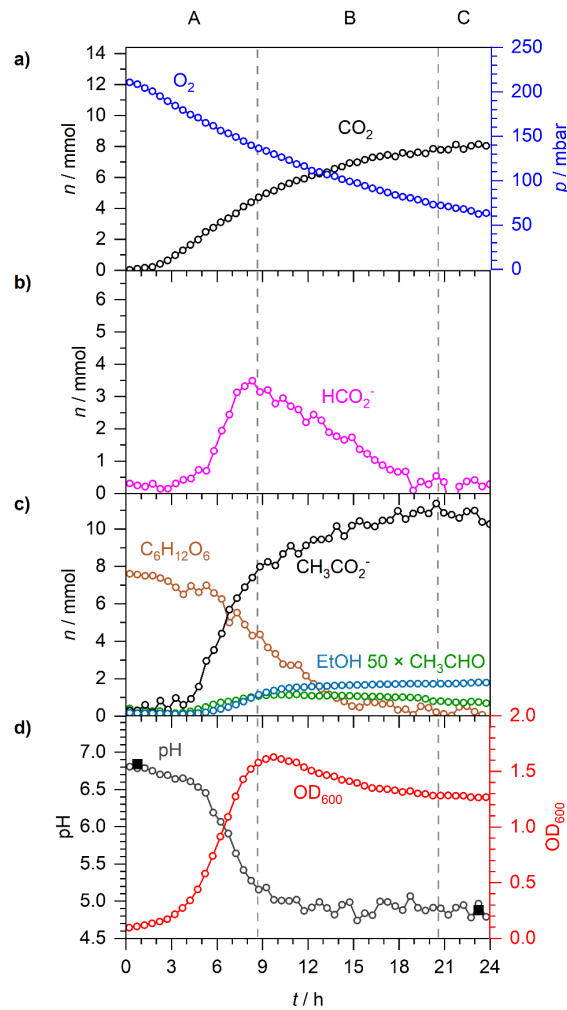 A B C
a)
14
12
10
8
6
4
2
0
n / mmol
O2
CO2
250
200
150
100
50
0
p / mbar
b)
6
5
4
3
2
1
0
n / mmol
HCO2-
c)
10
8
6
4
2
0
n / mmol
C6H12O6
CH3CO2-
EtOH 50 × CH3CHO
d)
7.0
6.5
6.0
5.5
5.0
4.5
pH
pH
OD600
2.0
1.5
1.0
0.5
0.0
OD600
0 3 6 9 12 15 18 21 24
t / h